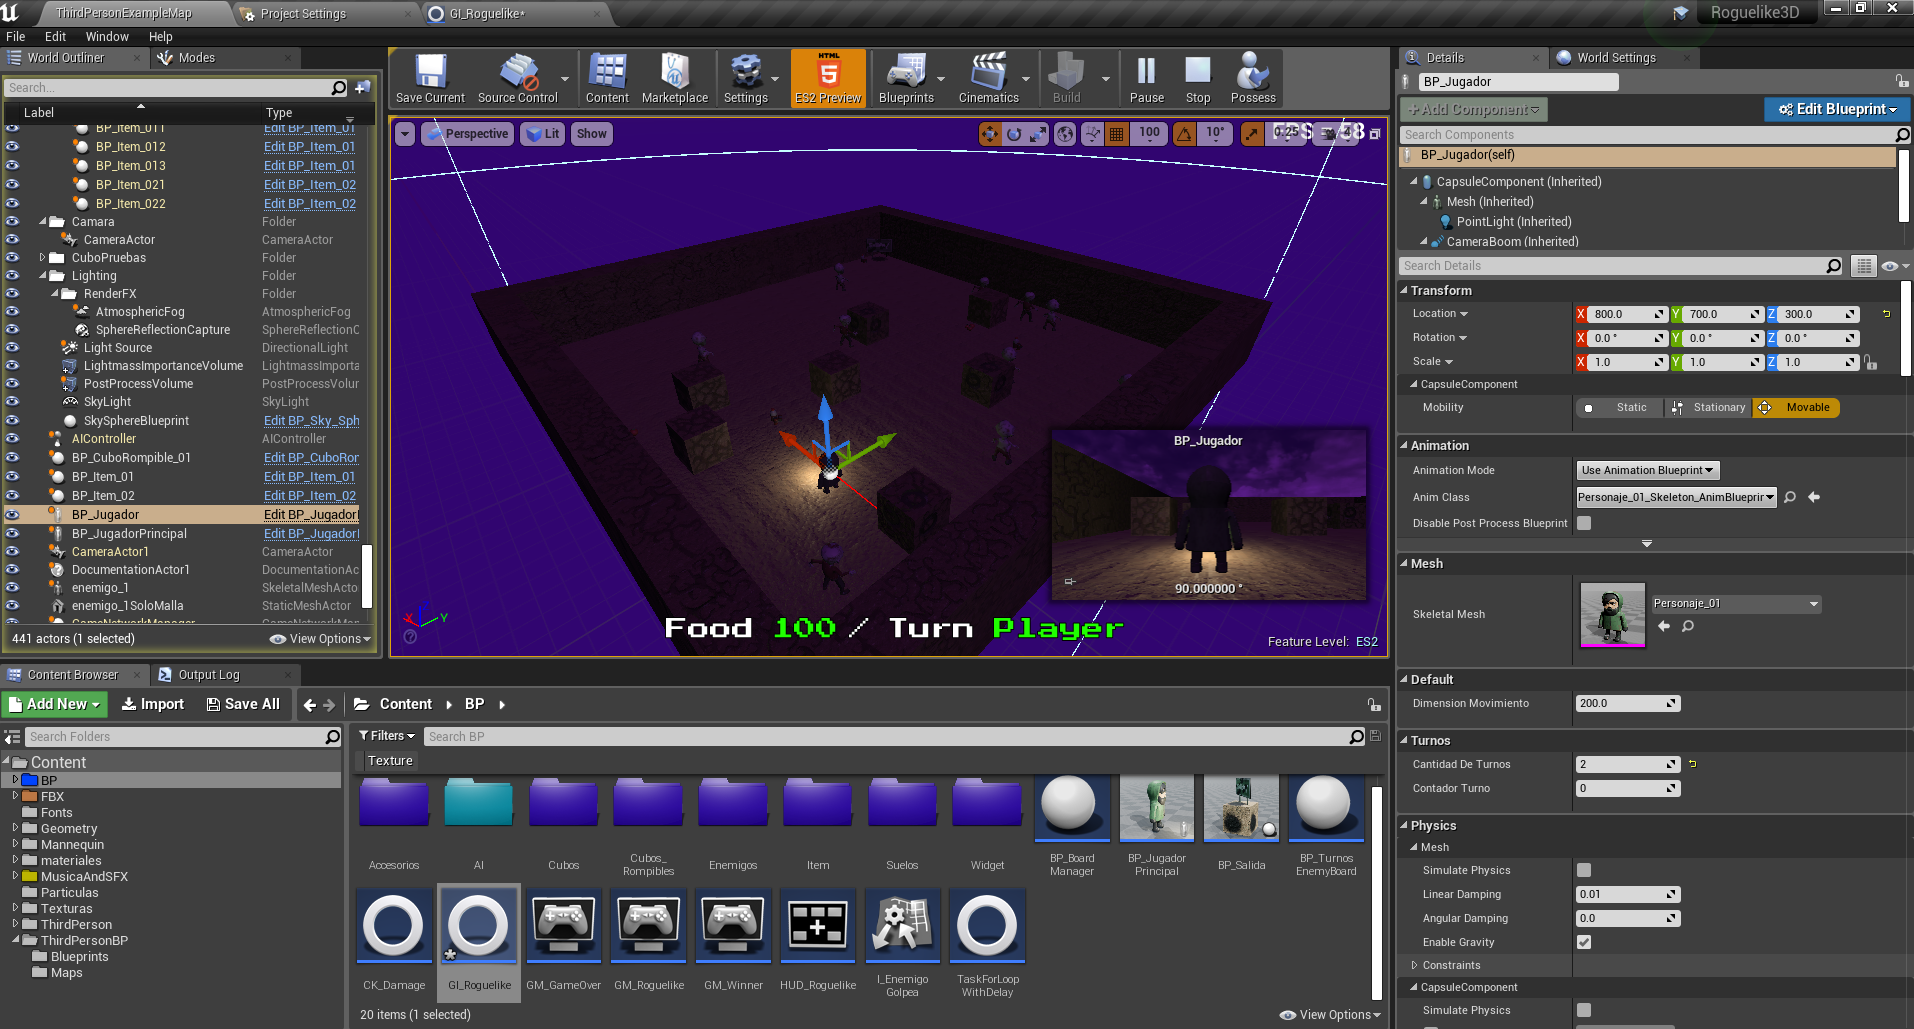 ThirdPersonExampleMap
Project Settings
GI_Roguelike*
Roguelike3D
File Edit Window Help
World Outliner
Modes
Search...
Label Type
BP_Item_011 Edit BP_Item_01
BP_Item_012 Edit BP_Item_01
BP_Item_013 Edit BP_Item_01
BP_Item_021 Edit BP_Item_02
BP_Item_022 Edit BP_Item_02
Camara Folder
CameraActor CameraActor
CuboPruebas Folder
Lighting Folder
RenderFX Folder
AtmosphericFog AtmosphericFog
SphereReflectionCapture SphereReflectionC
Light Source DirectionalLight
LightmassImportanceVolume LightmassImporta
PostProcessVolume PostProcessVolur
SkyLight SkyLight
SkySphereBlueprint Edit BP_Sky_Sph
AIController AIController
BP_CuboRompible_01 Edit BP_CuboRor
BP_Item_01 Edit BP_Item_01
BP_Item_02 Edit BP_Item_02
BP_Jugador Edit BP_Jugador
BP_JugadorPrincipal Edit BP_Jugador
CameraActor1 CameraActor
DocumentationActor1 DocumentationAc
enemigo_1 SkeletalMeshActo
enemigo_1SoloMalla StaticMeshActor
GameNetworkManager GameNetworkMa
441 actors (1 selected)
View Options
Save Current
Source Control
Content
Marketplace
Settings
HTML
5
ES2 Preview
Blueprints
Cinematics
Build
Pause
Stop
Possess
Perspective
Lit
Show
100
10°
0.25
BP_Jugador
90.000000 °
X Y
Food 100 / Turn Player
Feature Level: ES2
Content Browser
Output Log
Add New
Import
Save All
Content
BP
Search Folders
Filters
Search BP
Texture
Content
BP
FBX
Fonts
Geometry
Mannequin
materiales
MusicaAndSFX
Particulas
Texturas
ThirdPerson
ThirdPersonBP
Blueprints
Maps
Accesorios
AI
Cubos
Cubos_
Rompibles
Enemigos
Item
Suelos
Widget
BP_Board
Manager
BP_Jugador
Principal
BP_Salida
BP_Turnos
EnemyBoard
CK_Damage
GI_Roguelike
GM_GameOver
GM_Roguelike
GM_Winner
HUD_Roguelike
I_Enemigo
Golpea
TaskForLoop
WithDelay
20 items (1 selected)
View Options
Details
World Settings
BP_Jugador
+Add Component
Edit Blueprint
Search Components
BP_Jugador(self)
CapsuleComponent (Inherited)
Mesh (Inherited)
PointLight (Inherited)
CameraBoom (Inherited)
Search Details
Transform
Location X 800.0 Y 700.0 Z 300.0
Rotation X 0.0 ° Y 0.0 ° Z 0.0 °
Scale X 1.0 Y 1.0 Z 1.0
CapsuleComponent
Mobility Static Stationary Movable
Animation
Animation Mode Use Animation Blueprint
Anim Class Personaje_01_Skeleton_AnimBlueprir
Disable Post Process Blueprint
Mesh
Skeletal Mesh Personaje_01
Default
Dimension Movimiento 200.0
Turnos
Cantidad De Turnos 2
Contador Turno 0
Physics
Mesh
Simulate Physics
Linear Damping 0.01
Angular Damping 0.0
Enable Gravity
Constraints
CapsuleComponent
Simulate Physics